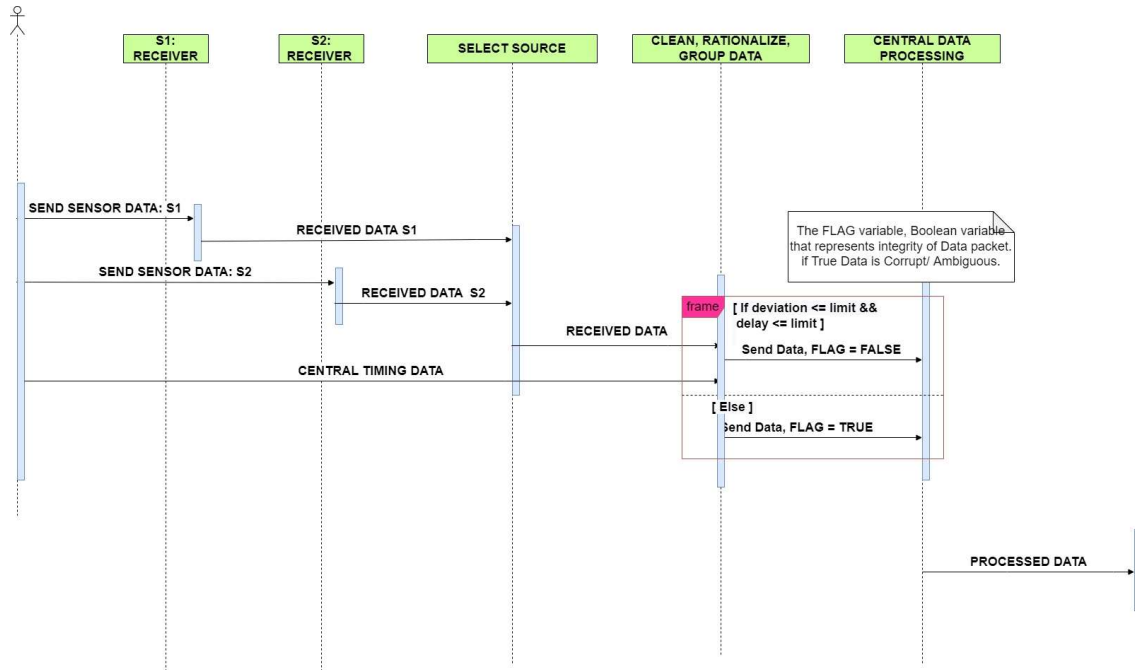 S1:
RECEIVER
S2:
RECEIVER
SELECT SOURCE
CLEAN, RATIONALIZE,
GROUP DATA
CENTRAL DATA
PROCESSING
SEND SENSOR DATA: S1
RECEIVED DATA S1
The FLAG variable, Boolean variable
that represents integrity of Data packet.
if True Data is Corrupt/ Ambiguous.
SEND SENSOR DATA: S2
RECEIVED DATA S2
frame
[ If deviation <= limit &&
delay <= limit ]
RECEIVED DATA
Send Data, FLAG = FALSE
CENTRAL TIMING DATA
[ Else ]
Send Data, FLAG = TRUE
PROCESSED DATA